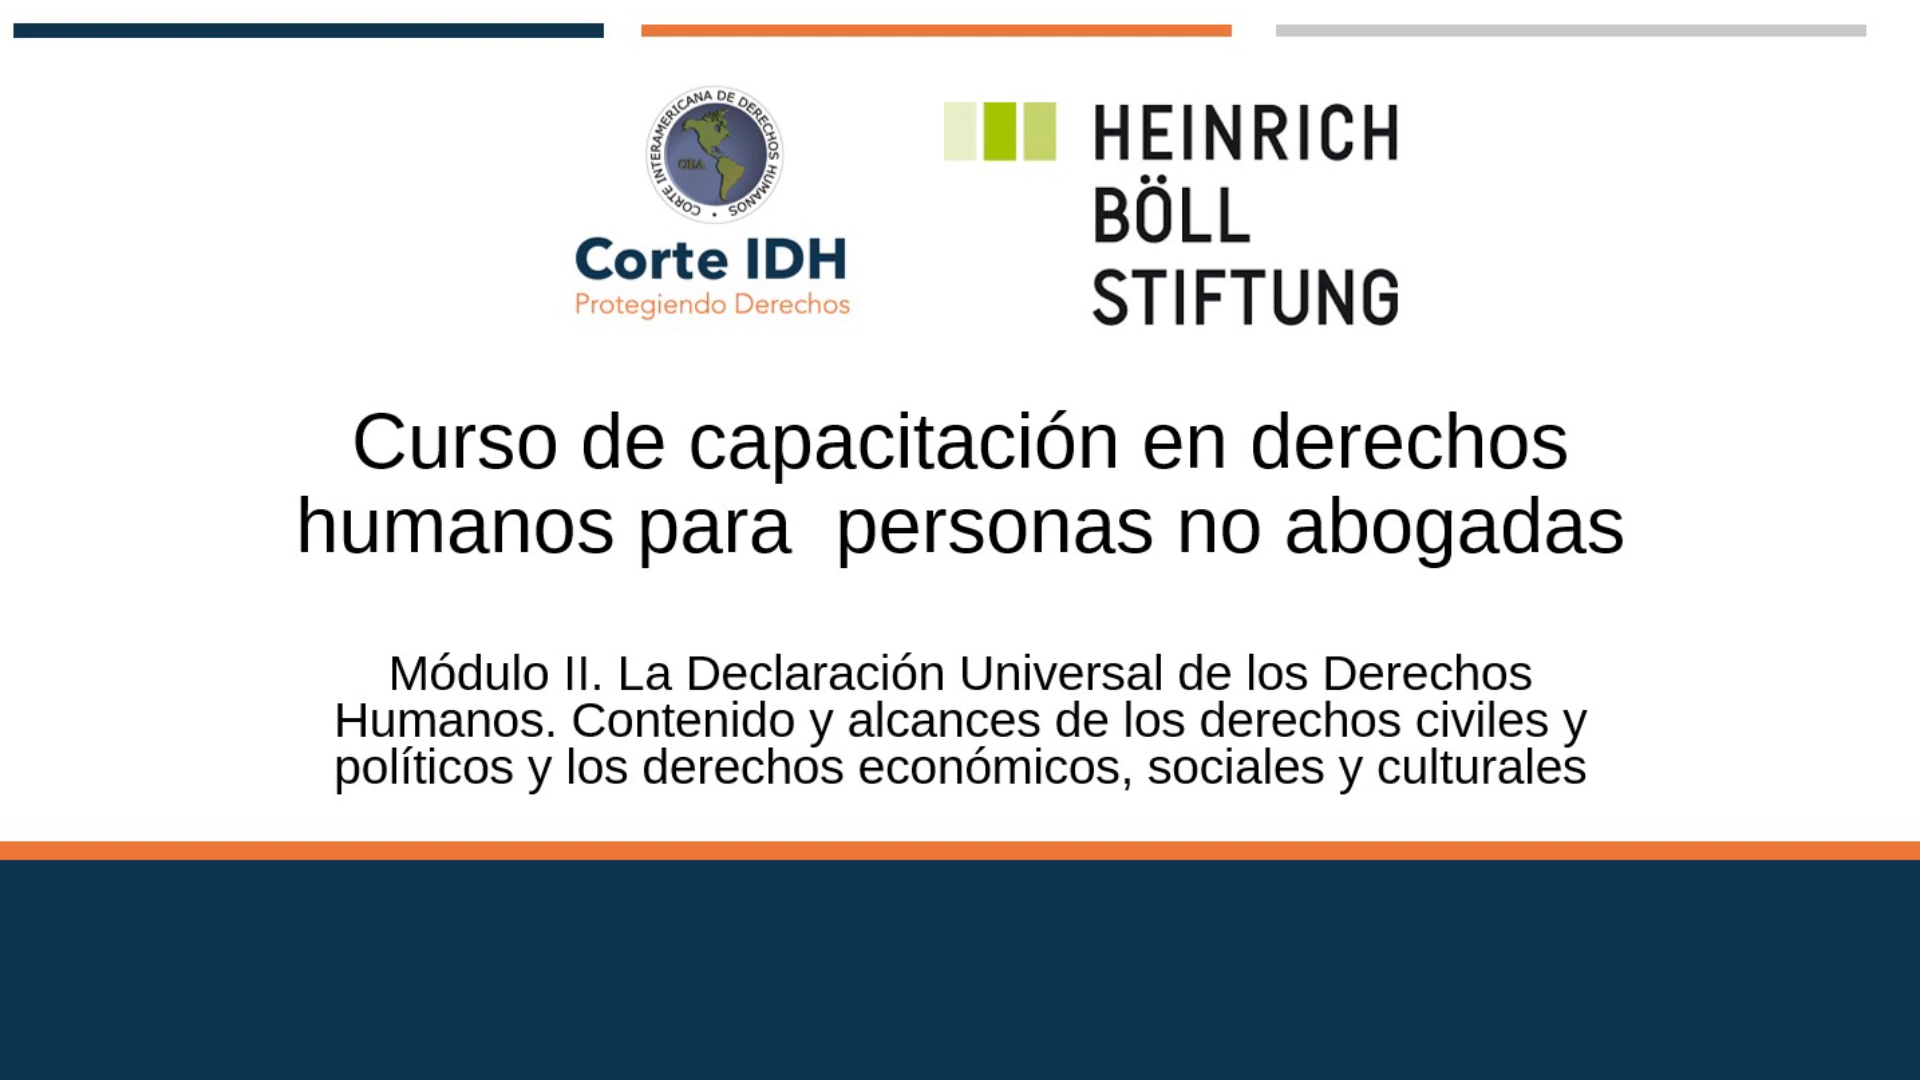 CORTE INTERAMERICANA DE DERECHOS HUMANOS •
OEA
Corte IDH
Protegiendo Derechos
HEINRICH
BÖLL
STIFTUNG
Curso de capacitación en derechos
humanos para  personas no abogadas
Módulo II. La Declaración Universal de los Derechos
Humanos. Contenido y alcances de los derechos civiles y
políticos y los derechos económicos, sociales y culturales